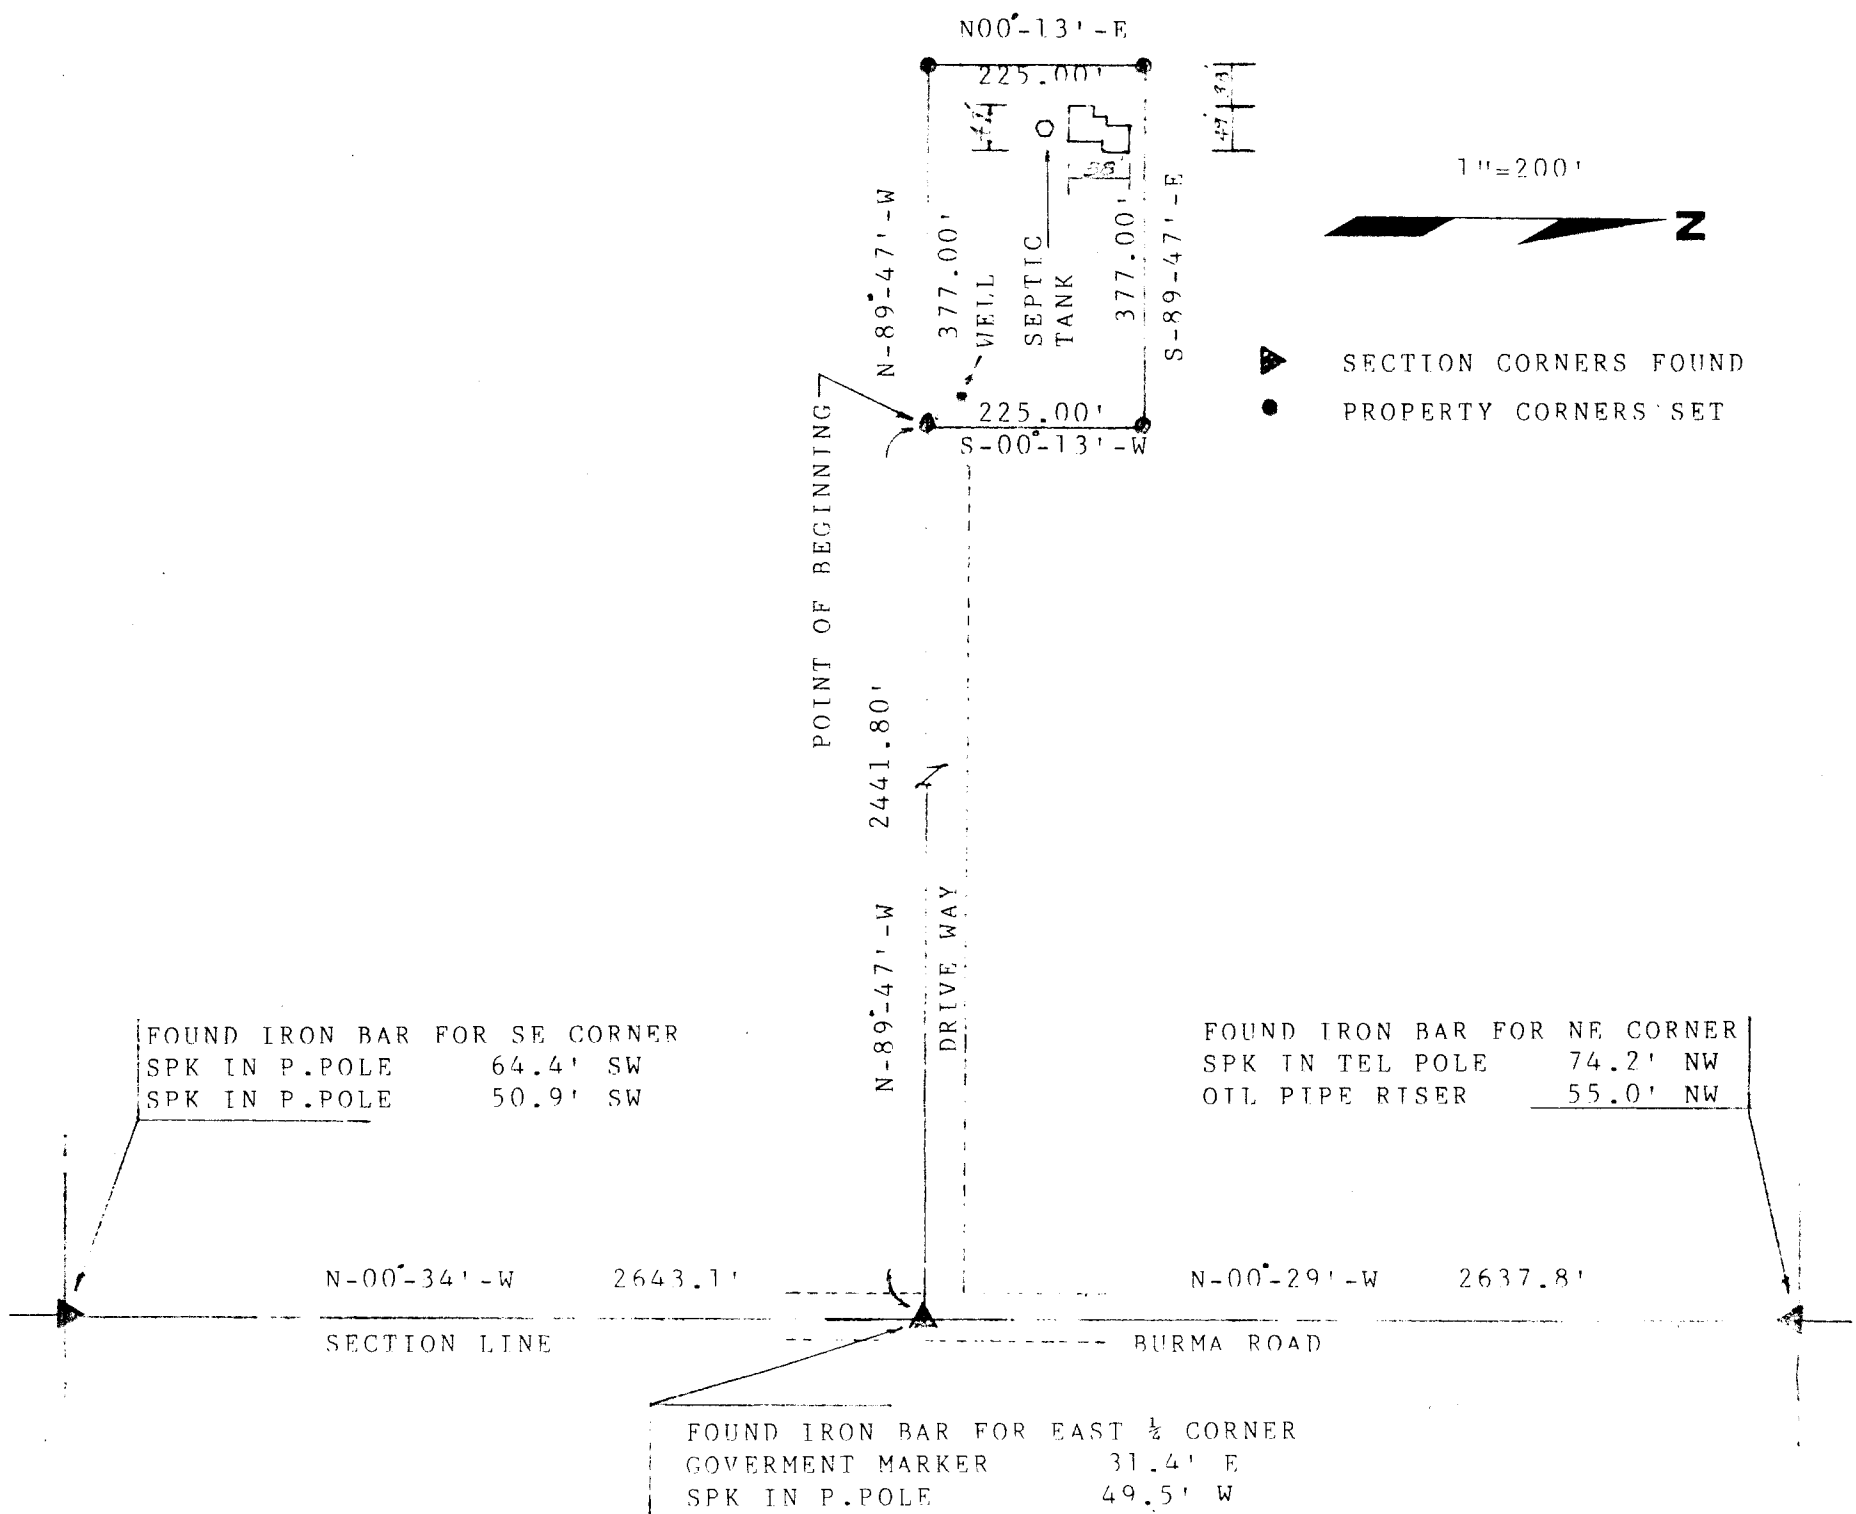 N00°-13'-E
225.00'
47'
38'
47'
58'
1"=200'
N
N-89°-47'-W
377.00'
WELL
SEPTIC
TANK
377.00'
S-89-47'-E
SECTION CORNERS FOUND
PROPERTY CORNERS SET
225.00'
S-00°-13'-W
POINT OF BEGINNING
N-89°-47'-W 2441.80'
DRIVE WAY
FOUND IRON BAR FOR SE CORNER
SPK IN P.POLE 64.4' SW
SPK IN P.POLE 50.9' SW
FOUND IRON BAR FOR NE CORNER
SPK IN TEL POLE 74.2' NW
OIL PIPE RISER 55.0' NW
N-00°-34'-W 2643.1'
N-00°-29'-W 2637.8'
SECTION LINE
BURMA ROAD
FOUND IRON BAR FOR EAST ½ CORNER
GOVERMENT MARKER 31.4' E
SPK IN P.POLE 49.5' W